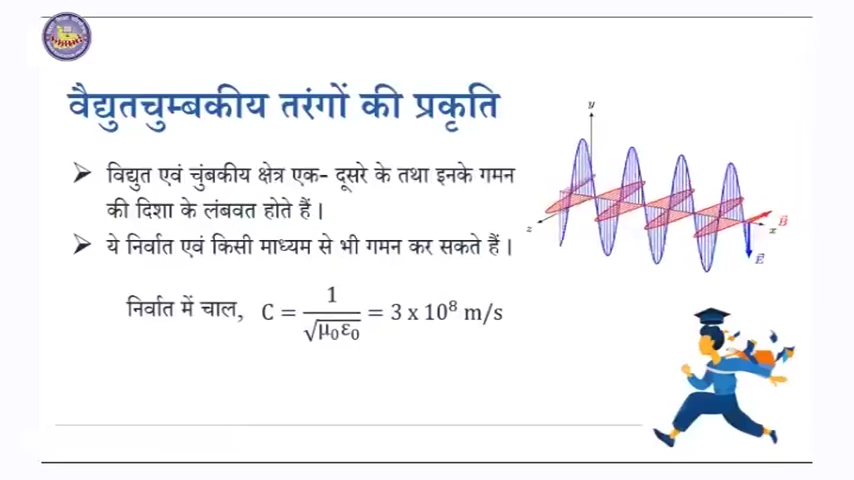 वैद्युतचुम्बकीय तरंगों की प्रकृति
➤ विद्युत एवं चुंबकीय क्षेत्र एक- दूसरे के तथा इनके गमन
की दिशा के लंबवत होते हैं।
➤ ये निर्वात एवं किसी माध्यम से भी गमन कर सकते हैं।
निर्वात में चाल, C = 1/√μ₀ε₀ = 3 x 10⁸ m/s
y
z
x
B⃗
E⃗